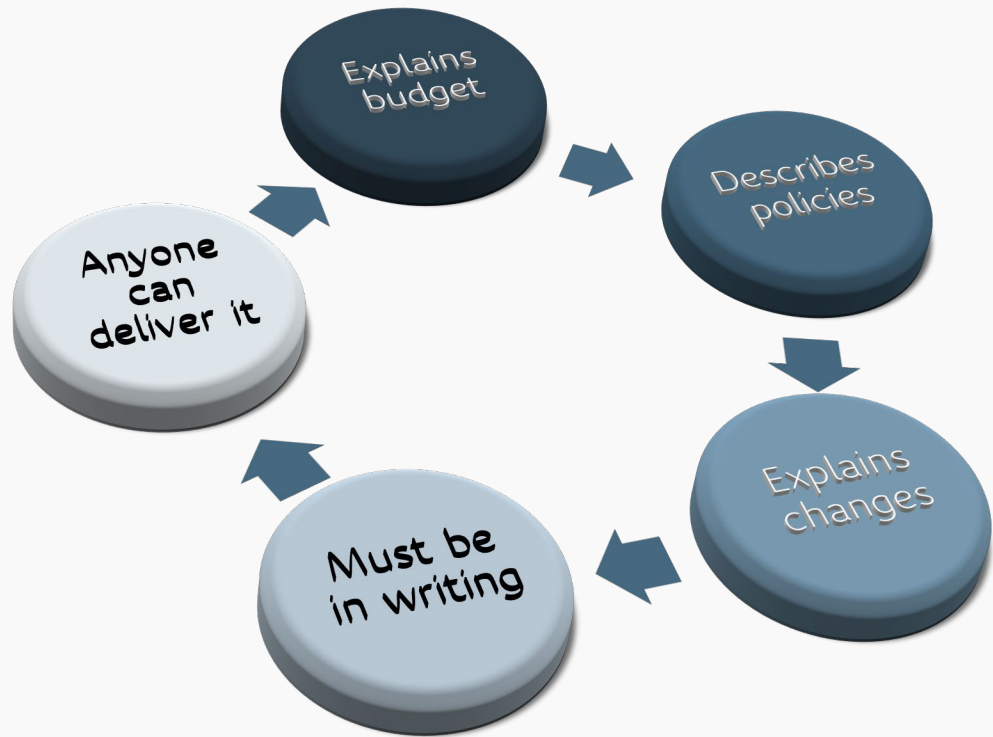 Explains
budget
Describes
policies
Explains
changes
Must be
in writing
Anyone
can
deliver it